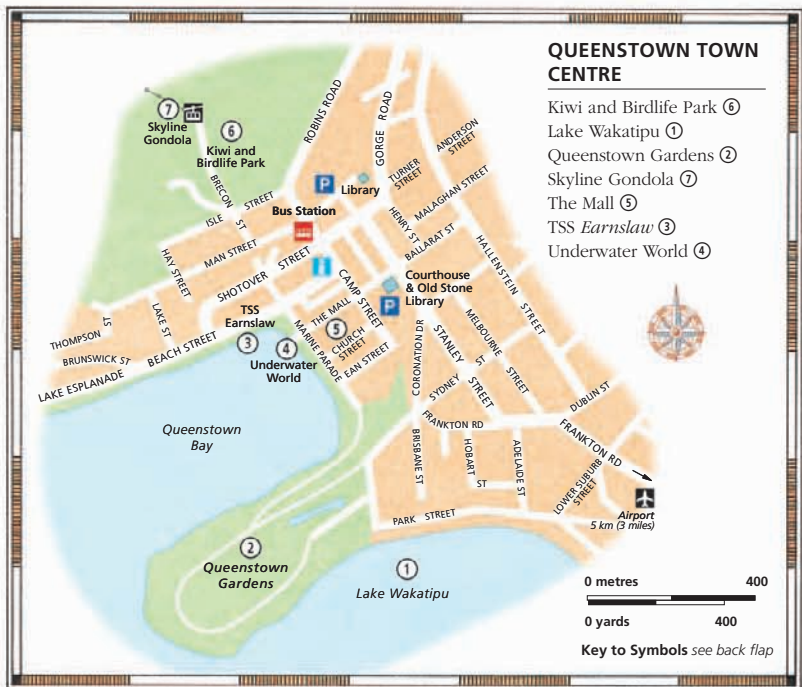 QUEENSTOWN TOWN
CENTRE
Kiwi and Birdlife Park ⑥
Lake Wakatipu ①
Queenstown Gardens ②
Skyline Gondola ⑦
The Mall ⑤
TSS Earnslaw ③
Underwater World ④
⑦
Skyline
Gondola
⑥
Kiwi and
Birdlife Park
ROBINS ROAD
GORGE ROAD
ANDERSON
STREET
TURNER
STREET
P
Library
MALAGHAN STREET
BRECON ST
ISLE STREET
Bus Station
HENRY ST
BALLARAT ST
HALLENSTEIN STREET
MAN STREET
HAY STREET
SHOTOVER STREET
i
CAMP STREET
Courthouse
& Old Stone
Library
P
THOMPSON ST
LAKE ST
TSS
Earnslaw
③
THE MALL
⑤
CHURCH
STREET
MARINE PARADE
EAN STREET
④
Underwater
World
BRUNSWICK ST
BEACH STREET
LAKE ESPLANADE
CORONATION DR
STANLEY STREET
MELBOURNE STREET
SYDNEY ST
DUBLIN ST
Queenstown
Bay
FRANKTON RD
FRANKTON RD
BRISBANE ST
HOBART
ST
ADELAIDE ST
LOWER SUBURB
STREET
PARK STREET
Airport
5 km (3 miles)
②
Queenstown
Gardens
①
Lake Wakatipu
0 metres 400
0 yards 400
Key to Symbols see back flap